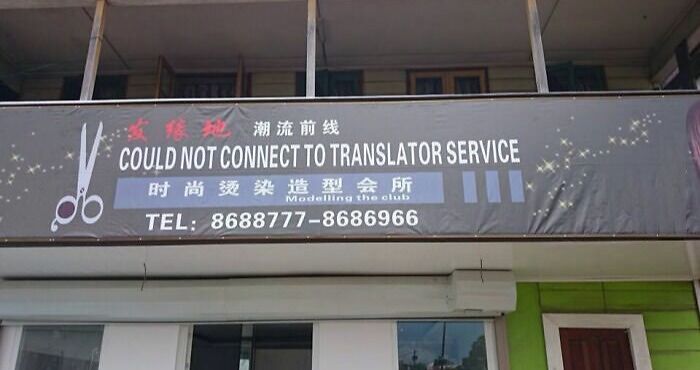 发缘地 潮流前线
COULD NOT CONNECT TO TRANSLATOR SERVICE
时尚烫染造型会所
Modelling the club
TEL: 8688777-8686966